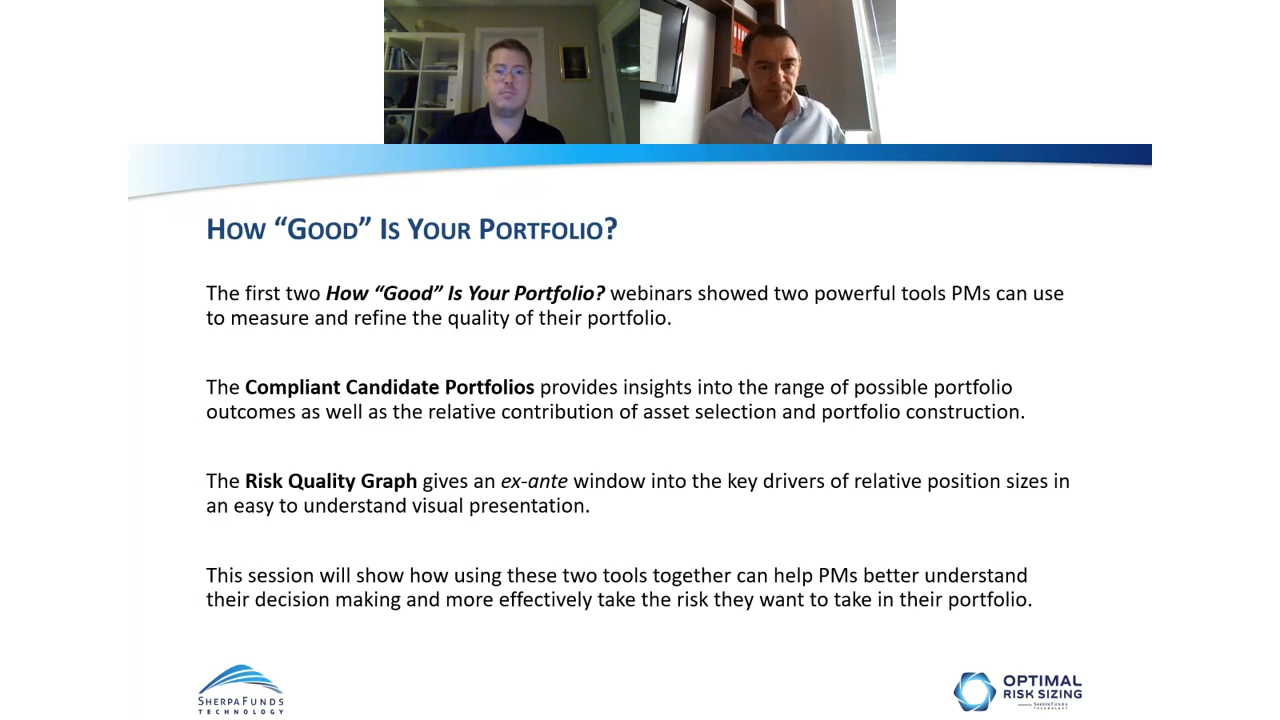 How “Good” Is Your Portfolio?
The first two How “Good” Is Your Portfolio? webinars showed two powerful tools PMs can use
to measure and refine the quality of their portfolio.
The Compliant Candidate Portfolios provides insights into the range of possible portfolio
outcomes as well as the relative contribution of asset selection and portfolio construction.
The Risk Quality Graph gives an ex-ante window into the key drivers of relative position sizes in
an easy to understand visual presentation.
This session will show how using these two tools together can help PMs better understand
their decision making and more effectively take the risk they want to take in their portfolio.
SherpaFunds
Technology
OPTIMAL
RISK SIZING